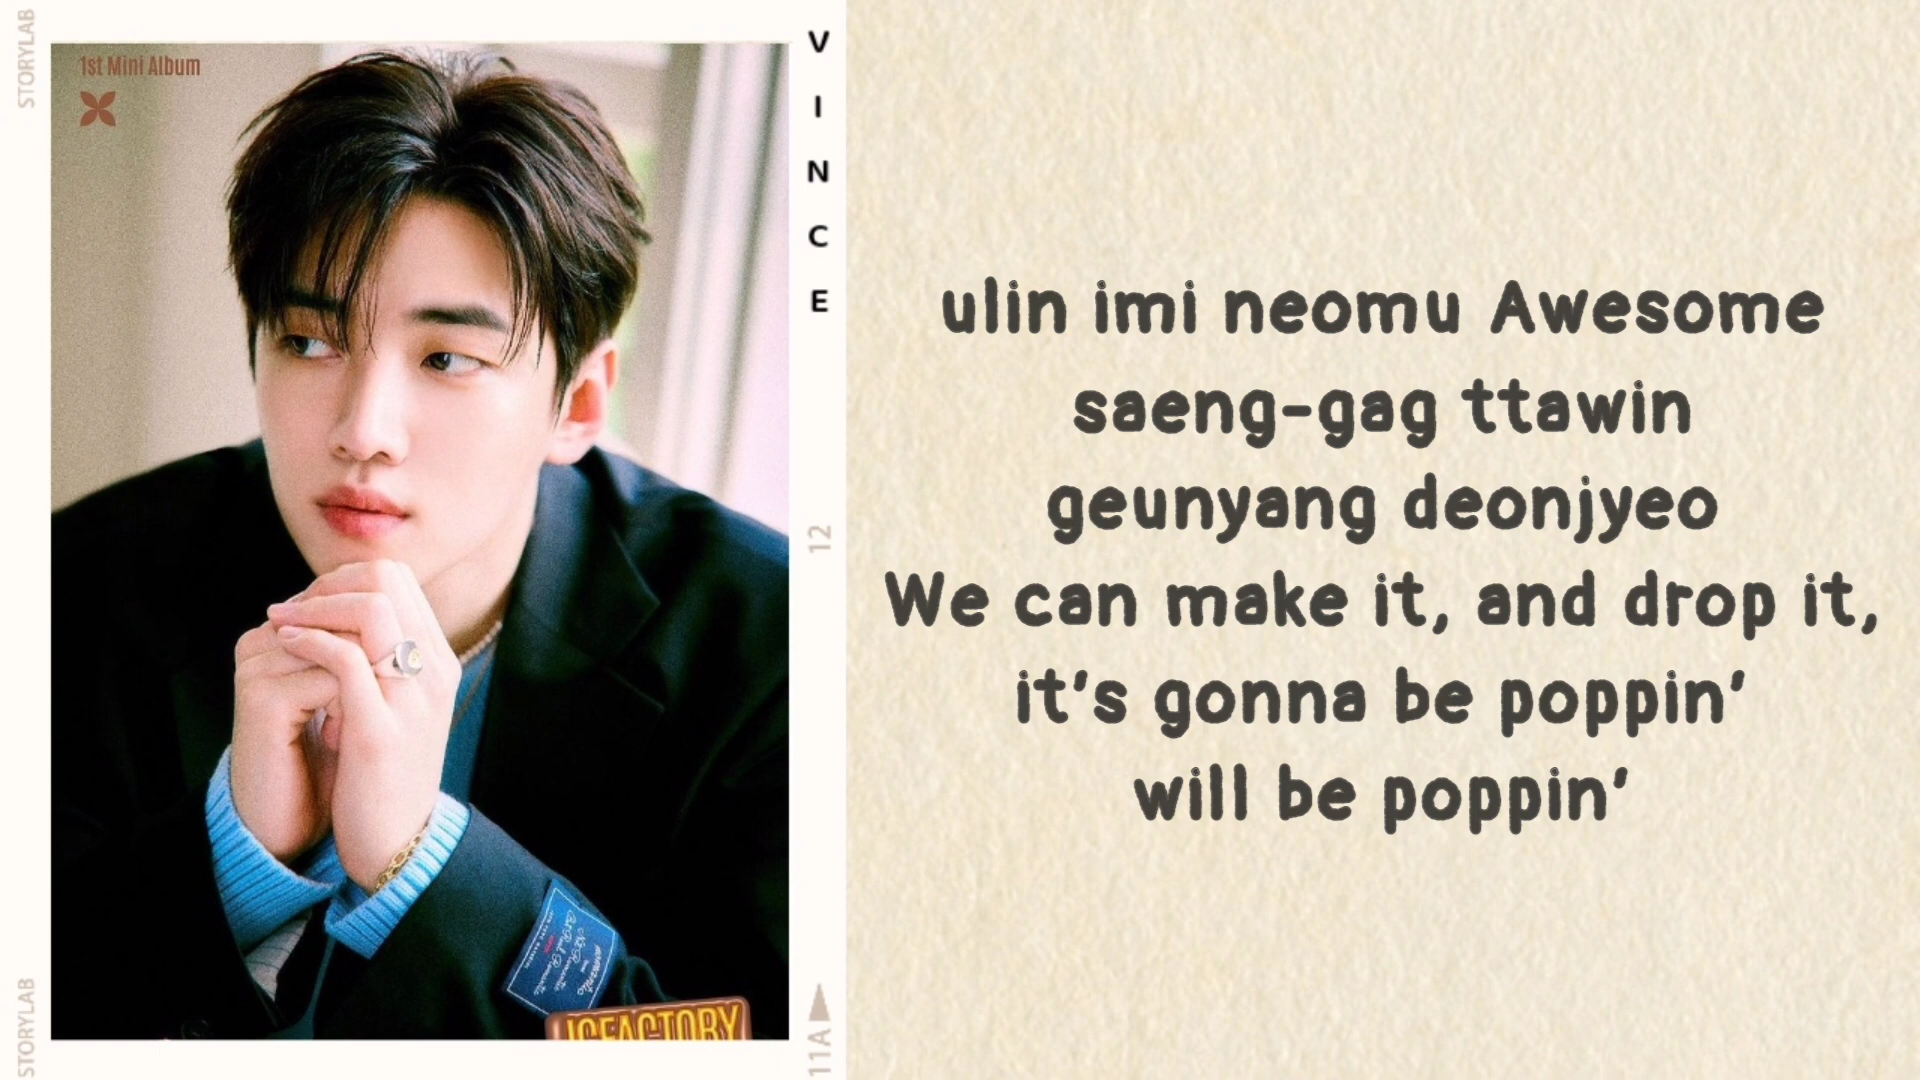 STORYLAB
1st Mini Album
VINCE
12
11A
STORYLAB
ulin imi neomu Awesome
saeng-gag ttawin
geunyang deonjyeo
We can make it, and drop it,
it's gonna be poppin'
will be poppin'